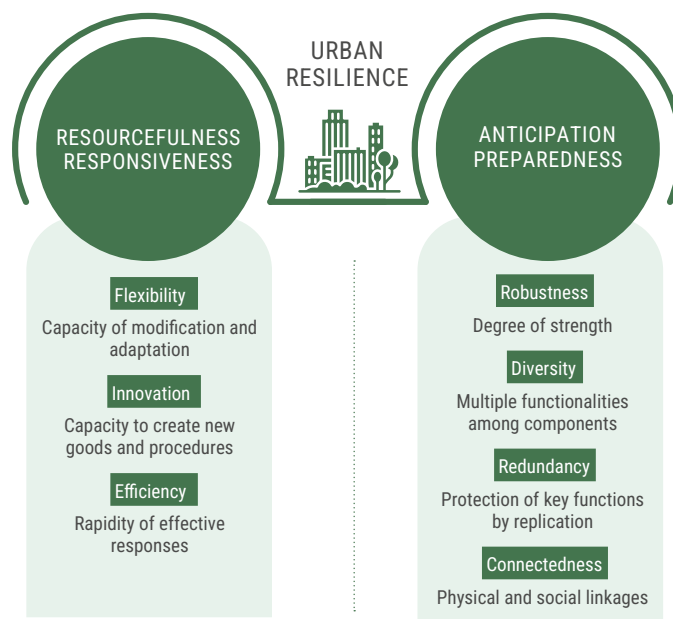 URBAN
RESILIENCE
RESOURCEFULNESS
RESPONSIVENESS
Flexibility
Capacity of modification and
adaptation
Innovation
Capacity to create new
goods and procedures
Efficiency
Rapidity of effective
responses
ANTICIPATION
PREPAREDNESS
Robustness
Degree of strength
Diversity
Multiple functionalities
among components
Redundancy
Protection of key functions
by replication
Connectedness
Physical and social linkages